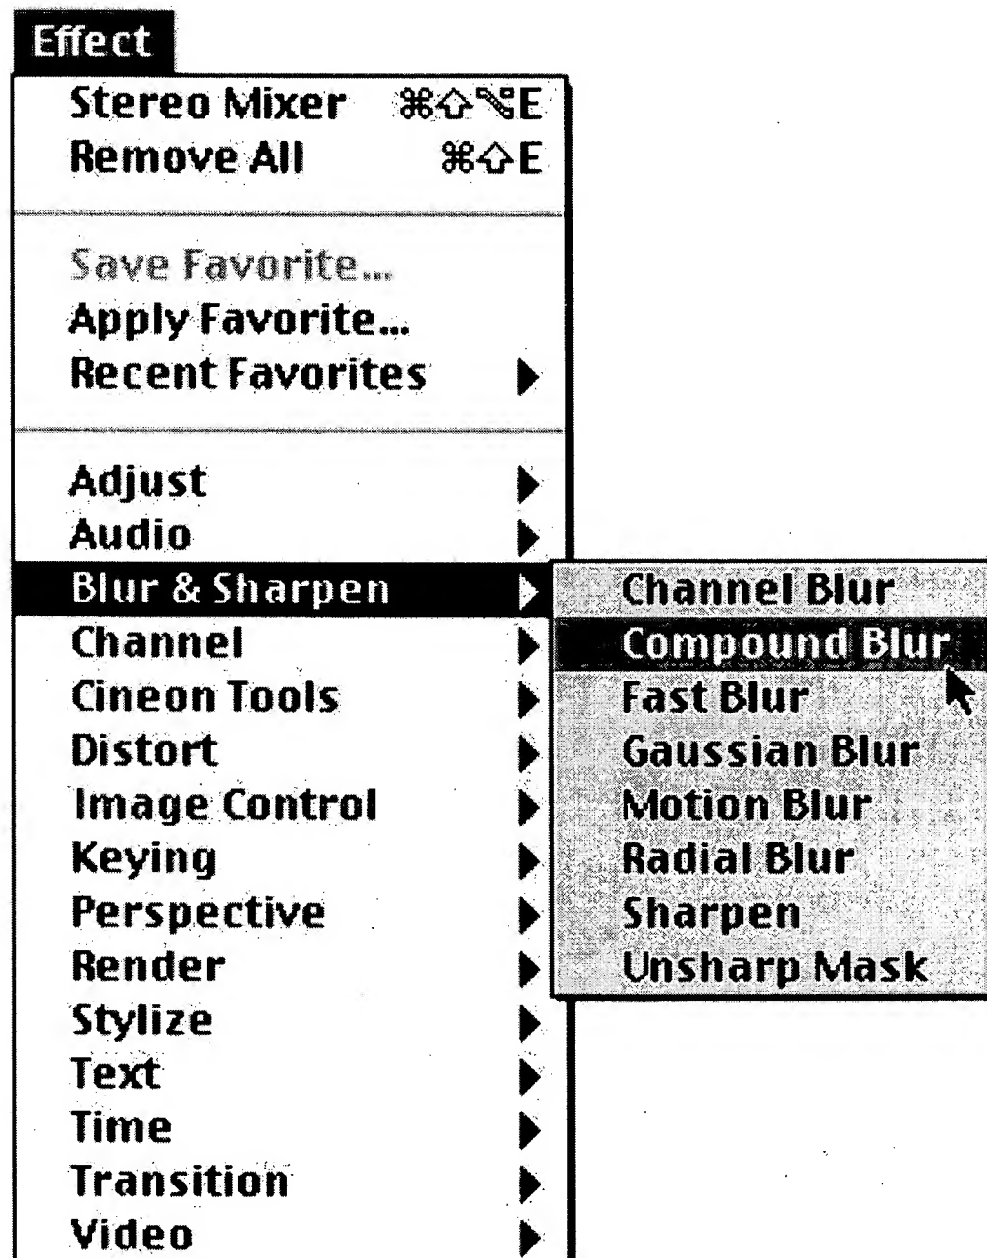 Effect
Stereo Mixer ⌘⇧⌥E
Remove All ⌘⇧E
Save Favorite...
Apply Favorite...
Recent Favorites
Adjust
Audio
Blur & Sharpen
Channel Blur
Channel
Compound Blur
Cineon Tools
Fast Blur
Distort
Gaussian Blur
Image Control
Motion Blur
Keying
Radial Blur
Perspective
Sharpen
Render
Unsharp Mask
Stylize
Text
Time
Transition
Video